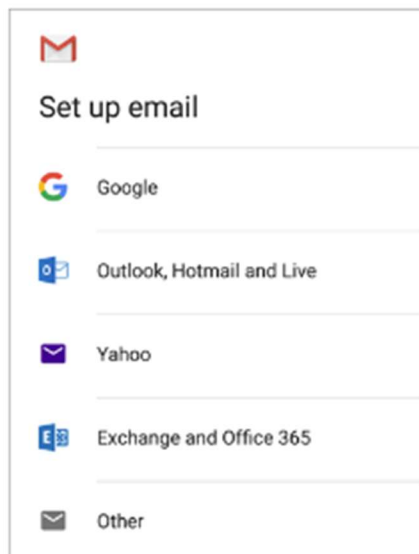 Set up email
Google
Outlook, Hotmail and Live
Yahoo
Exchange and Office 365
Other